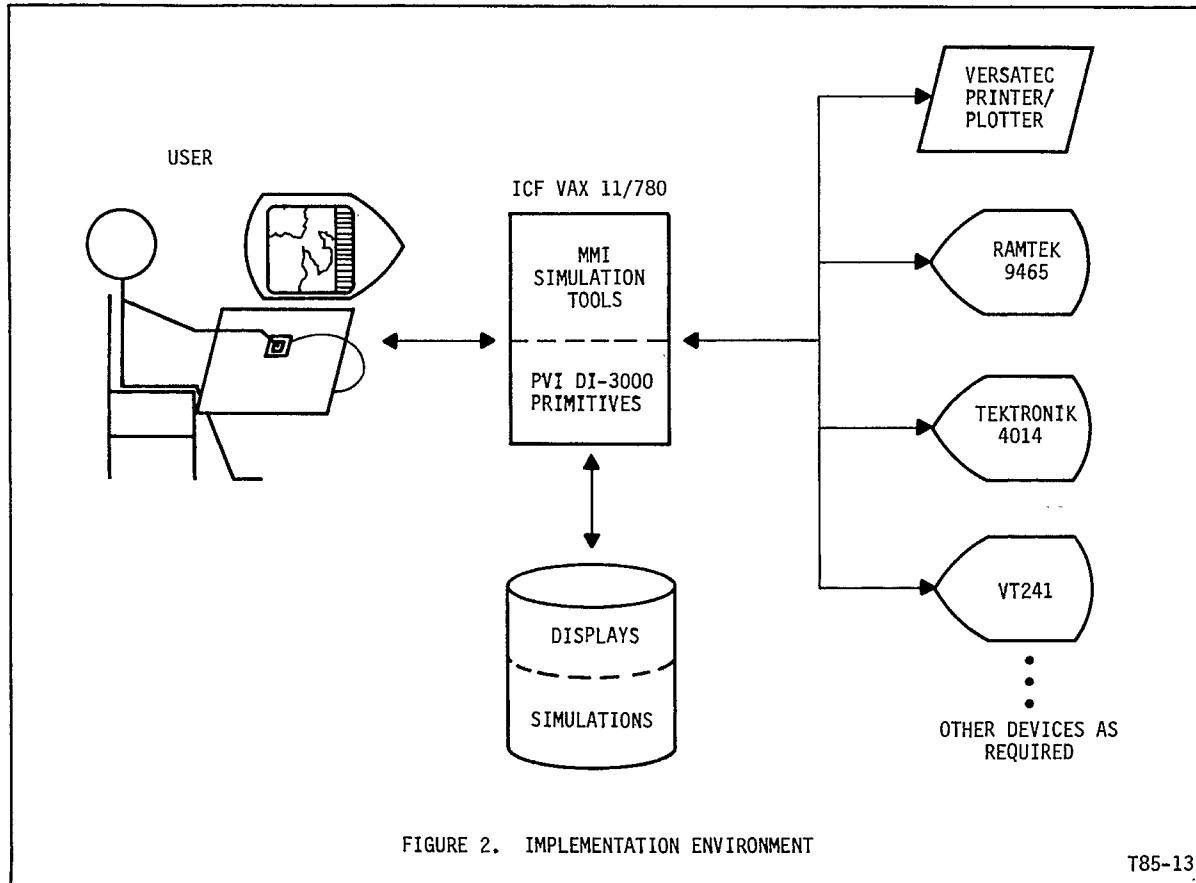 USER
ICF VAX 11/780
MMI
SIMULATION
TOOLS
PVI DI-3000
PRIMITIVES
DISPLAYS
SIMULATIONS
VERSATEC
PRINTER/
PLOTTER
RAMTEK
9465
TEKTRONIK
4014
VT241
OTHER DEVICES AS
REQUIRED
FIGURE 2. IMPLEMENTATION ENVIRONMENT
T85-13